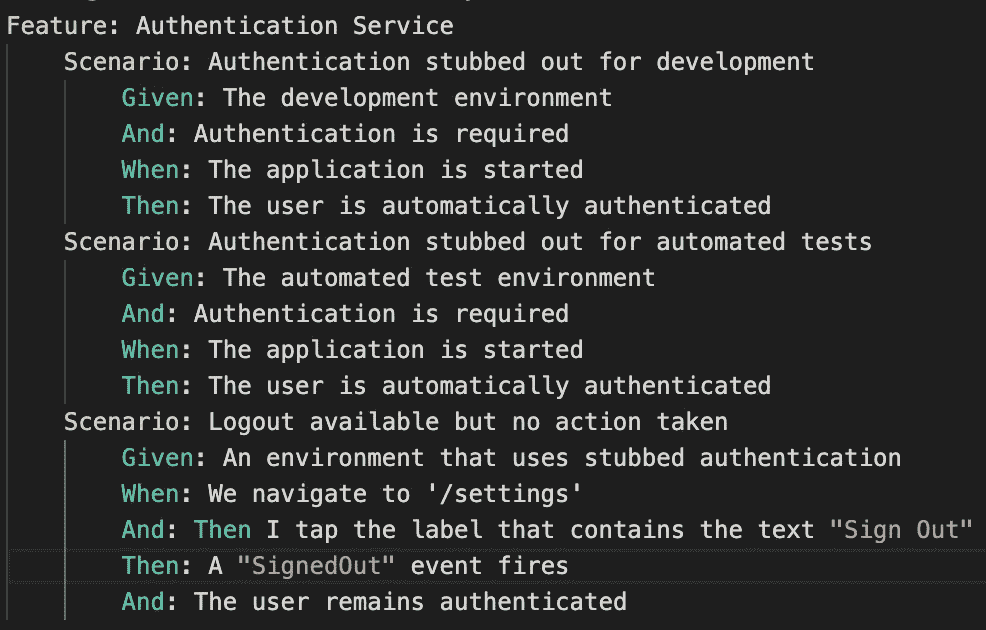 Feature: Authentication Service
Scenario: Authentication stubbed out for development
Given: The development environment
And: Authentication is required
When: The application is started
Then: The user is automatically authenticated
Scenario: Authentication stubbed out for automated tests
Given: The automated test environment
And: Authentication is required
When: The application is started
Then: The user is automatically authenticated
Scenario: Logout available but no action taken
Given: An environment that uses stubbed authentication
When: We navigate to '/settings'
And: Then I tap the label that contains the text "Sign Out"
Then: A "SignedOut" event fires
And: The user remains authenticated